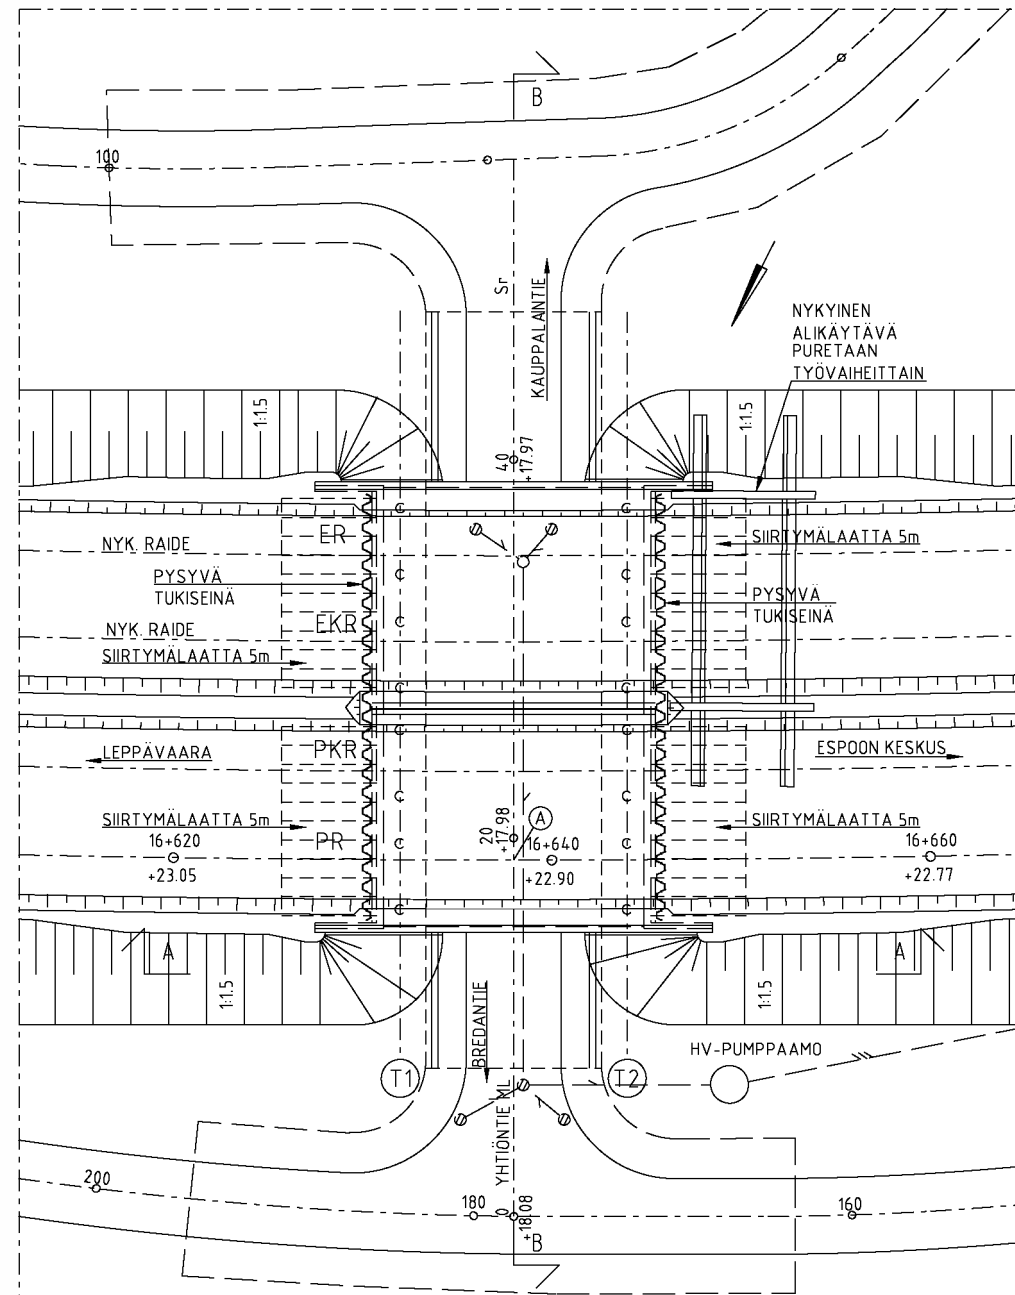 B
100
Sr
KAUPPALAINTIE
NYKYINEN
ALIKÄYTÄVÄ
PURETAAN
TYÖVAIHEITTAIN
1:1.5
1:1.5
40
+17.97
ER
NYK. RAIDE
SIIRTYMÄLAATTA 5m
PYSYVÄ
TUKISEINÄ
PYSYVÄ
TUKISEINÄ
EKR
NYK. RAIDE
SIIRTYMÄLAATTA 5m
PKR
LEPPÄVAARA
ESPOON KESKUS
SIIRTYMÄLAATTA 5m
PR
20
+17.98
A
SIIRTYMÄLAATTA 5m
16+620
+23.05
16+640
+22.90
16+660
+22.77
A
A
1:1.5
1:1.5
BREDANTIE
HV-PUMPPAAMO
T1
T2
YHTIÖNTIE ML
200
180
0
+18.08
160
B